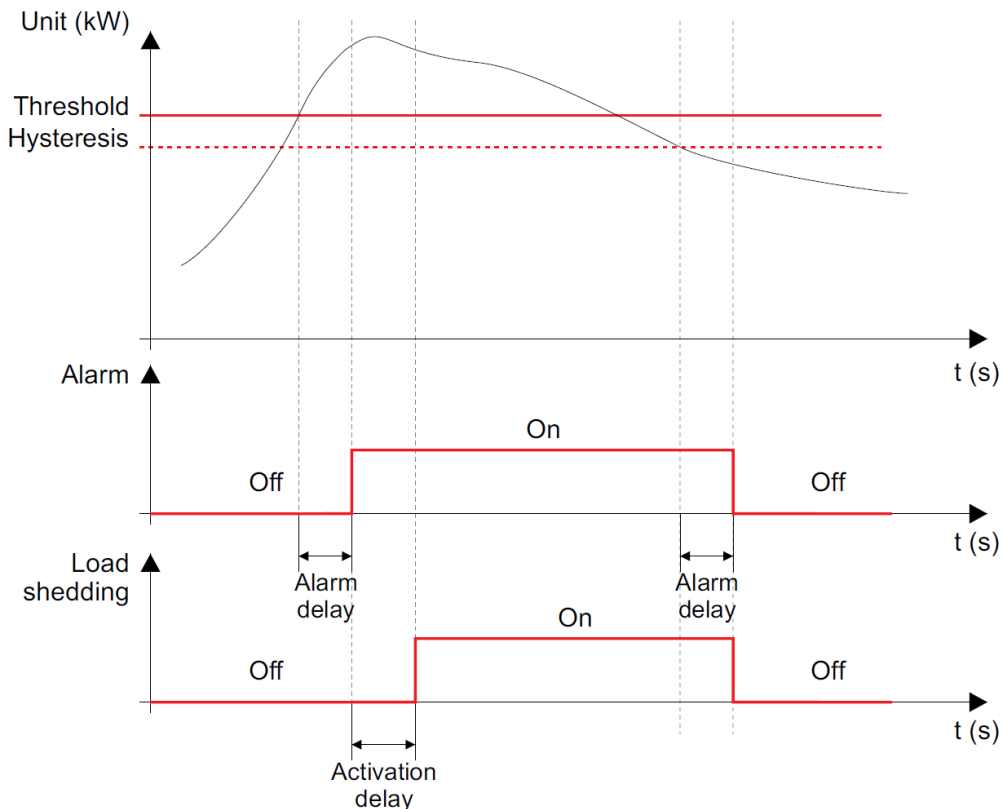 Unit (kW)
Threshold
Hysteresis
t (s)
Alarm
On
Off
Off
t (s)
Alarm
delay
Alarm
delay
Load
shedding
On
Off
Off
t (s)
Activation
delay